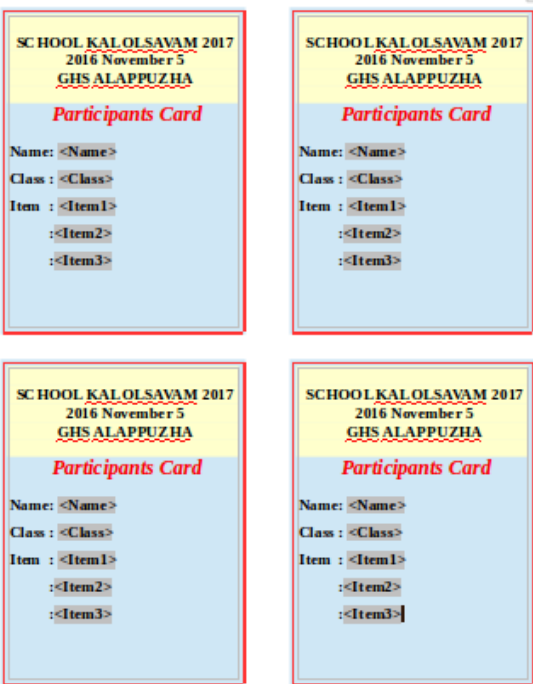 SCHOOL KALOLSAVAM 2017
2016 November 5
GHS ALAPPUZHA
Participants Card
Name: <Name>
Class : <Class>
Item : <Item1>
:<Item2>
:<Item3>
SCHOOL KALOLSAVAM 2017
2016 November 5
GHS ALAPPUZHA
Participants Card
Name: <Name>
Class : <Class>
Item : <Item1>
:<Item2>
:<Item3>
SCHOOL KALOLSAVAM 2017
2016 November 5
GHS ALAPPUZHA
Participants Card
Name: <Name>
Class : <Class>
Item : <Item1>
:<Item2>
:<Item3>
SCHOOL KALOLSAVAM 2017
2016 November 5
GHS ALAPPUZHA
Participants Card
Name: <Name>
Class : <Class>
Item : <Item1>
:<Item2>
:<Item3>